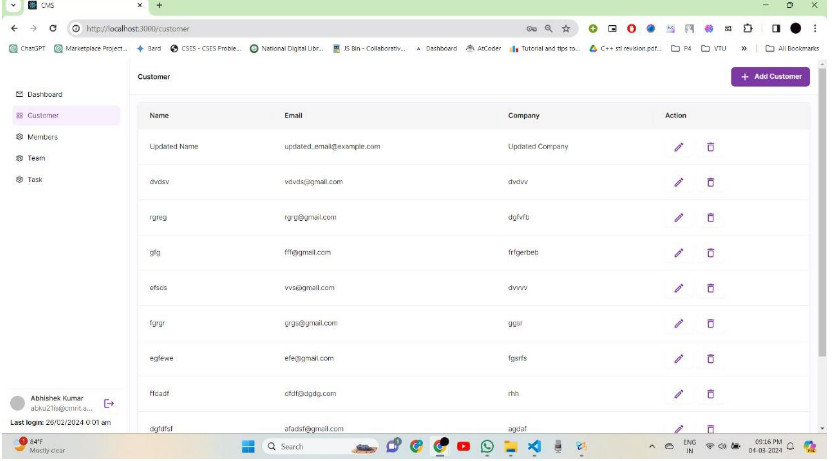 CMS
http://localhost:3000/customer
ChatGPT Marketplace Project... Bard CSES - CSES Proble... National Digital Libr... JS Bin - Collaborativ... Dashboard AtCoder Tutorial and tips to... C++ stl revision.pdf... P4 VTU » All Bookmarks
Customer
+ Add Customer
Dashboard
Customer
Members
Team
Task
Name Email Company Action
Updated Name updated_email@example.com Updated Company
dvdsv vdvds@gmail.com dvdvv
rgreg rgrg@gmail.com dgfvfb
gfg fff@gmail.com frfgerbeb
efsds vvs@gmail.com dvvvv
fgrgr grgs@gmail.com ggsr
egfewe efe@gmail.com fgsrfs
ffdadf dfdf@dgdg.com rhh
dgfdfsf afadsf@gmail.com agdaf
Abhishek Kumar
abku21is@cmrit.a...
Last login: 26/02/2024 0:01 am
84°F
Mostly clear
Search
ENG
IN
09:16 PM
04-03-2024